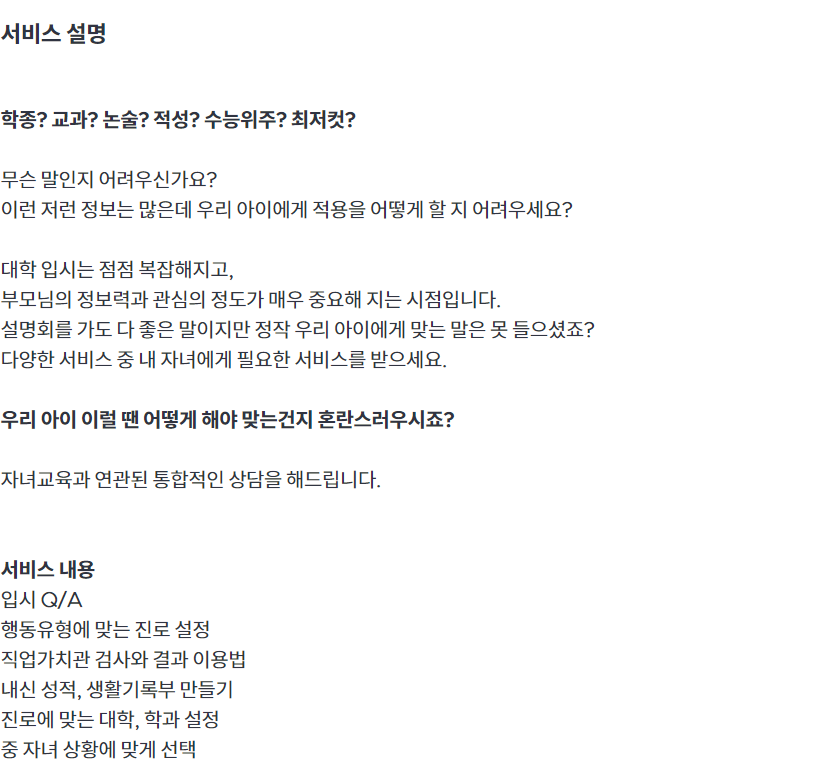 서비스 설명
학종? 교과? 논술? 적성? 수능위주? 최저컷?
무슨 말인지 어려우신가요?
이런 저런 정보는 많은데 우리 아이에게 적용을 어떻게 할 지 어려우세요?
대학 입시는 점점 복잡해지고,
부모님의 정보력과 관심의 정도가 매우 중요해 지는 시점입니다.
설명회를 가도 다 좋은 말이지만 정작 우리 아이에게 맞는 말은 못 들으셨죠?
다양한 서비스 중 내 자녀에게 필요한 서비스를 받으세요.
우리 아이 이럴 땐 어떻게 해야 맞는건지 혼란스러우시죠?
자녀교육과 연관된 통합적인 상담을 해드립니다.
서비스 내용
입시 Q/A
행동유형에 맞는 진로 설정
직업가치관 검사와 결과 이용법
내신 성적, 생활기록부 만들기
진로에 맞는 대학, 학과 설정
중 자녀 상황에 맞게 선택